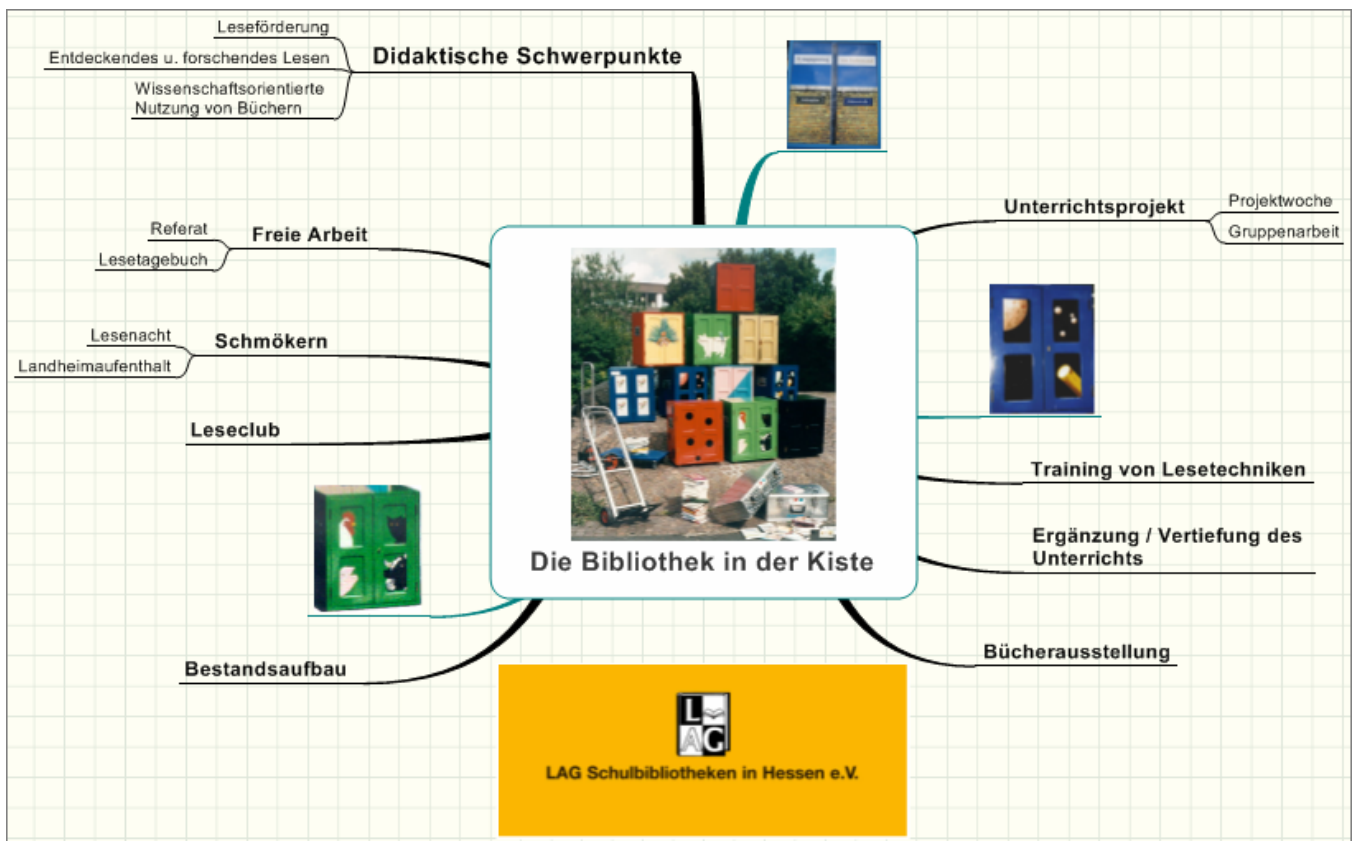 Leseförderung
Entdeckendes u. forschendes Lesen
Wissenschaftsorientierte
Nutzung von Büchern
Didaktische Schwerpunkte
Referat
Lesetagebuch
Freie Arbeit
Lesenacht
Landheimaufenthalt
Schmökern
Leseclub
Bestandsaufbau
Unterrichtsprojekt
Projektwoche
Gruppenarbeit
Training von Lesetechniken
Ergänzung / Vertiefung des
Unterrichts
Bücherausstellung
Die Bibliothek in der Kiste
L
AG
LAG Schulbibliotheken in Hessen e.V.